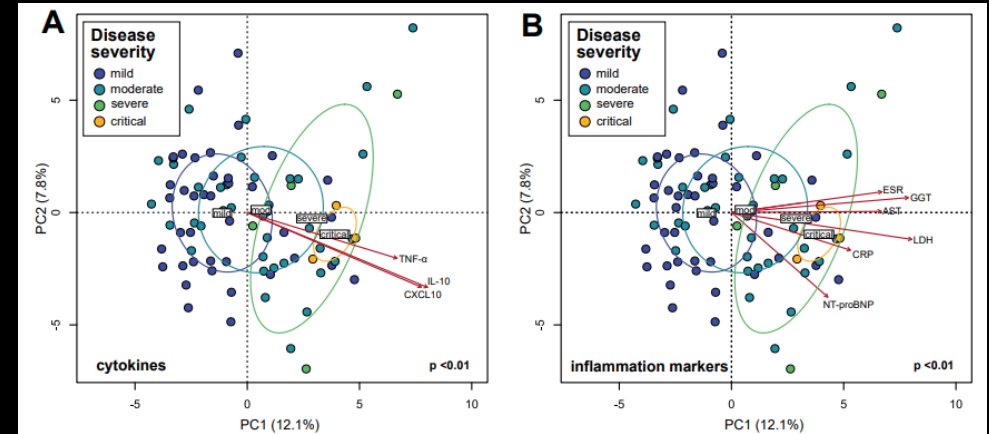 A
Disease
severity
mild
moderate
severe
critical
5
0
-5
PC2 (7.8%)
mild
mod
severe
critical
TNF-α
IL-10
CXCL10
cytokines
p <0.01
-5
0
5
10
PC1 (12.1%)
B
Disease
severity
mild
moderate
severe
critical
5
0
-5
PC2 (7.8%)
mild
mod
severe
critical
ESR
GGT
AST
LDH
CRP
NT-proBNP
inflammation markers
p <0.01
-5
0
5
10
PC1 (12.1%)